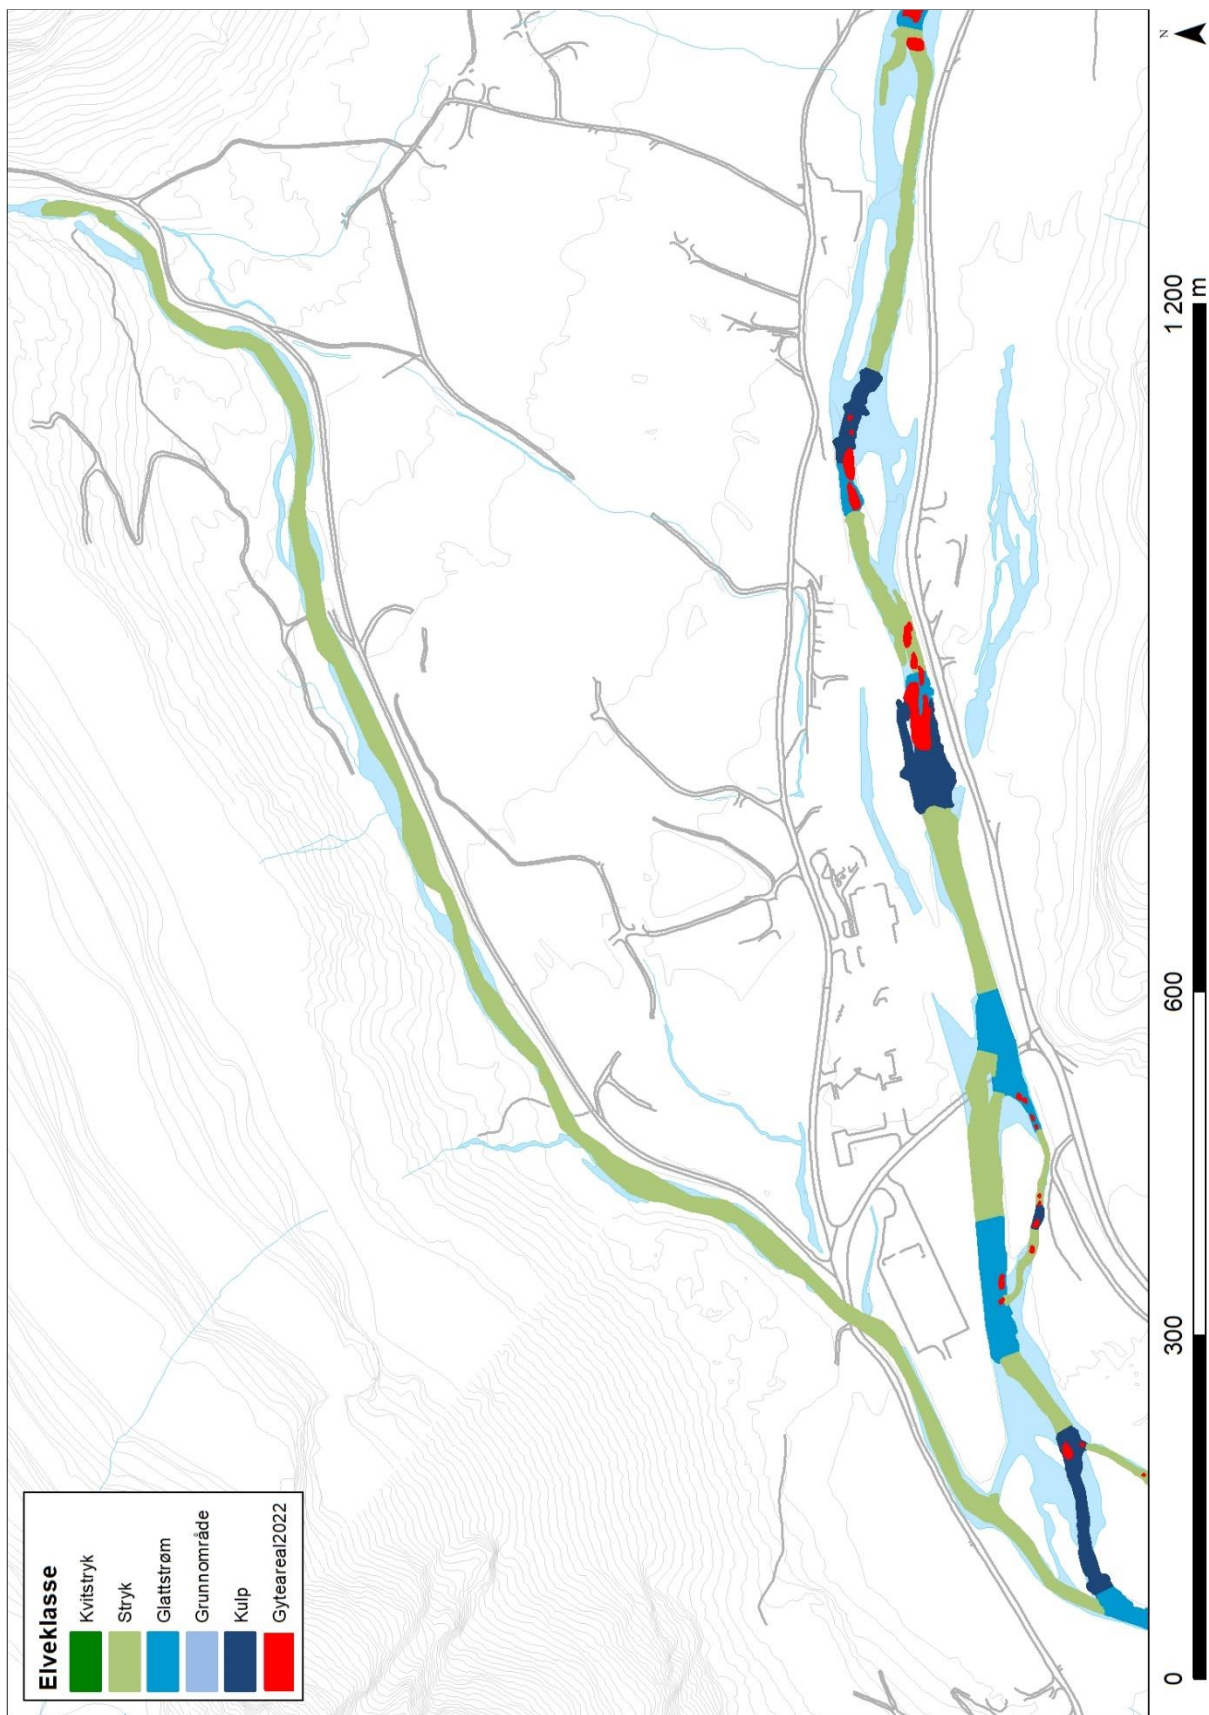 Elveklasse
Kvitstryk
Stryk
Glattstrøm
Grunnområde
Kulp
Gyteareal2022
N
0 300 600 1 200
m